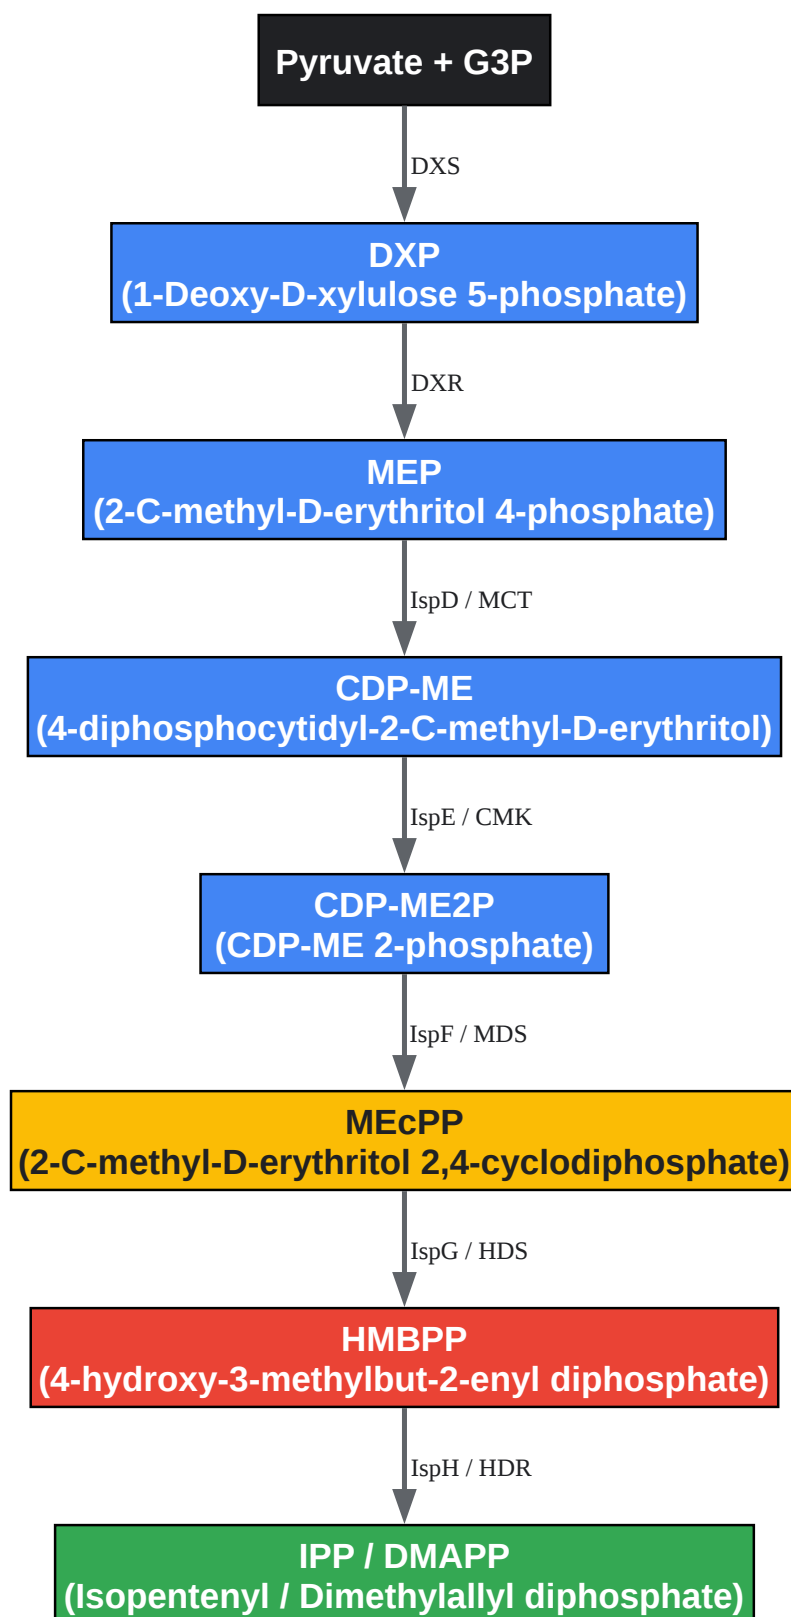 Pyruvate + G3P
DXS
DXP
(1-Deoxy-D-xylulose 5-phosphate)
DXR
MEP
(2-C-methyl-D-erythritol 4-phosphate)
IspD / MCT
CDP-ME
(4-diphosphocytidyl-2-C-methyl-D-erythritol)
IspE / CMK
CDP-ME2P
(CDP-ME 2-phosphate)
IspF / MDS
MEcPP
(2-C-methyl-D-erythritol 2,4-cyclodiphosphate)
IspG / HDS
HMBPP
(4-hydroxy-3-methylbut-2-enyl diphosphate)
IspH / HDR
IPP / DMAPP
(Isopentenyl / Dimethylallyl diphosphate)